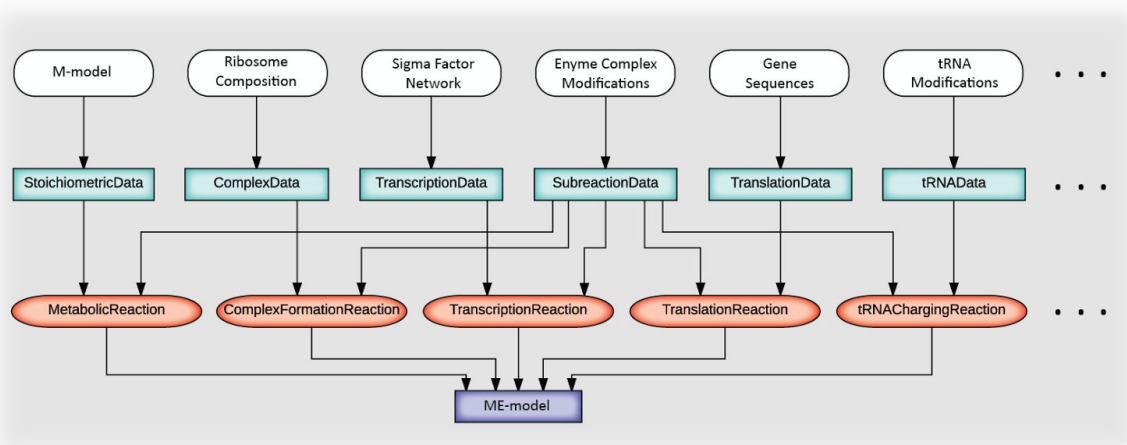 M-model
Ribosome
Composition
Sigma Factor
Network
Enyme Complex
Modifications
Gene
Sequences
tRNA
Modifications
. . .
StoichiometricData
ComplexData
TranscriptionData
SubreactionData
TranslationData
tRNAData
. . .
MetabolicReaction
ComplexFormationReaction
TranscriptionReaction
TranslationReaction
tRNAChargingReaction
. . .
ME-model